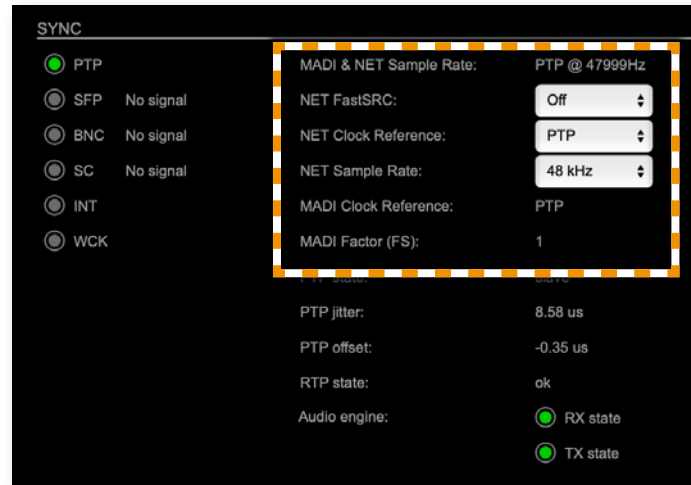 SYNC
PTP
SFP No signal
BNC No signal
SC No signal
INT
WCK
MADI & NET Sample Rate: PTP @ 47999Hz
NET FastSRC: Off
NET Clock Reference: PTP
NET Sample Rate: 48 kHz
MADI Clock Reference: PTP
MADI Factor (FS): 1
PTP state: slave
PTP jitter: 8.58 us
PTP offset: -0.35 us
RTP state: ok
Audio engine: RX state
TX state